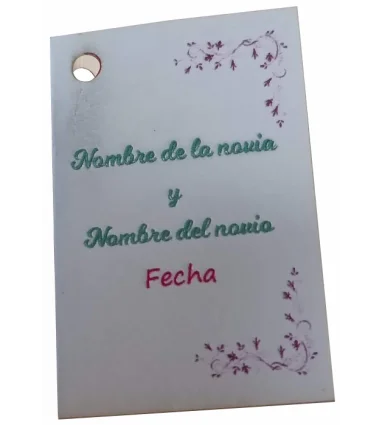 Nombre de la novia
y
Nombre del novio
Fecha